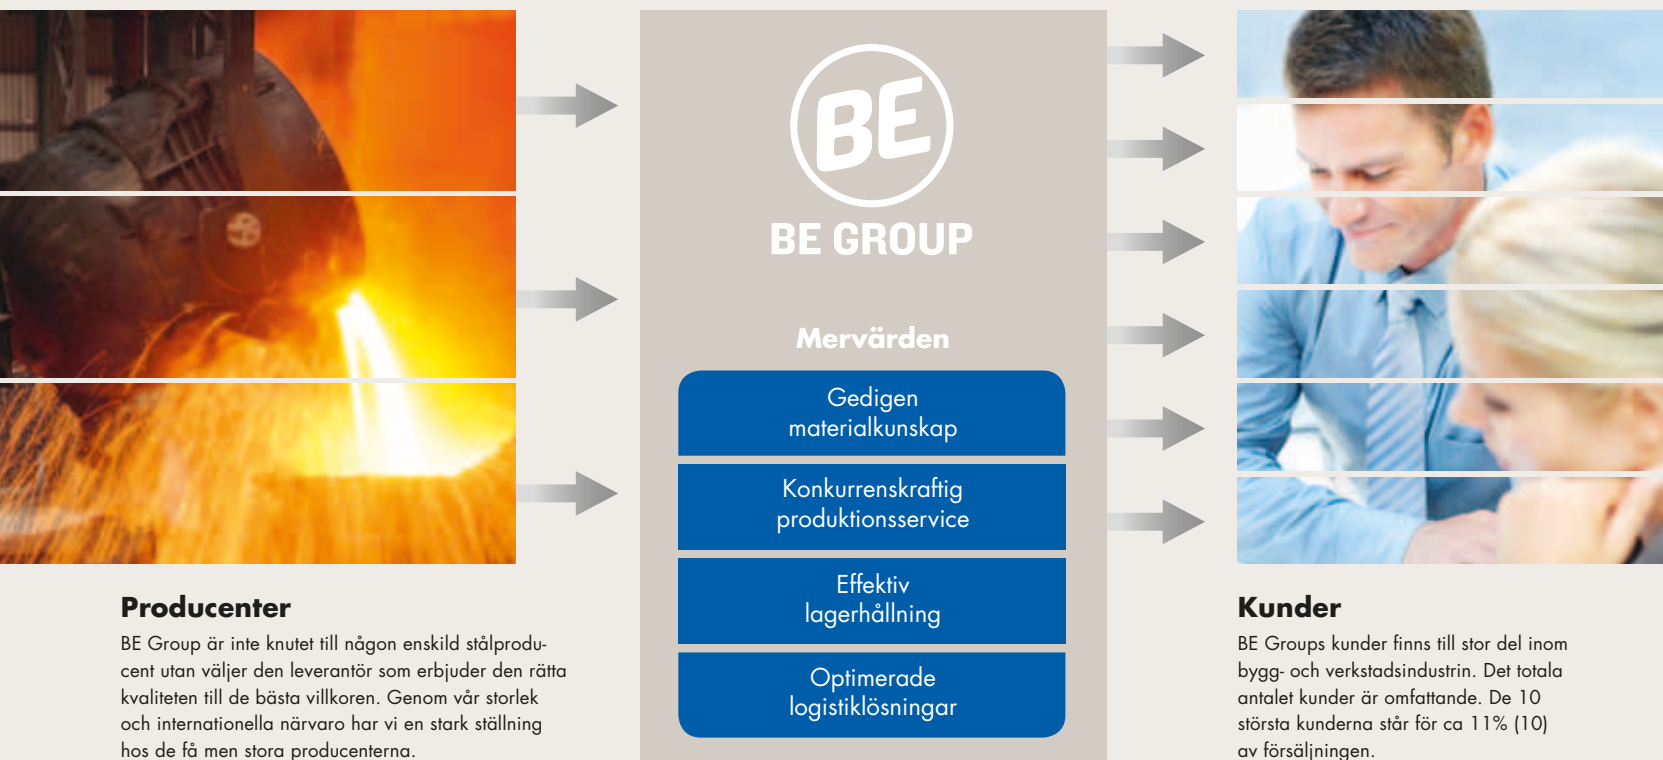 BE
BE GROUP
Mervärden
Gedigen
materialkunskap
Konkurrenskraftig
produktionsservice
Effektiv
lagerhållning
Optimerade
logistiklösningar
Producenter
BE Group är inte knutet till någon enskild stålprodu-
cent utan väljer den leverantör som erbjuder den rätta
kvaliteten till de bästa villkoren. Genom vår storlek
och internationella närvaro har vi en stark ställning
hos de få men stora producenterna.
Kunder
BE Groups kunder finns till stor del inom
bygg- och verkstadsindustrin. Det totala
antalet kunder är omfattande. De 10
största kunderna står för ca 11% (10)
av försäljningen.